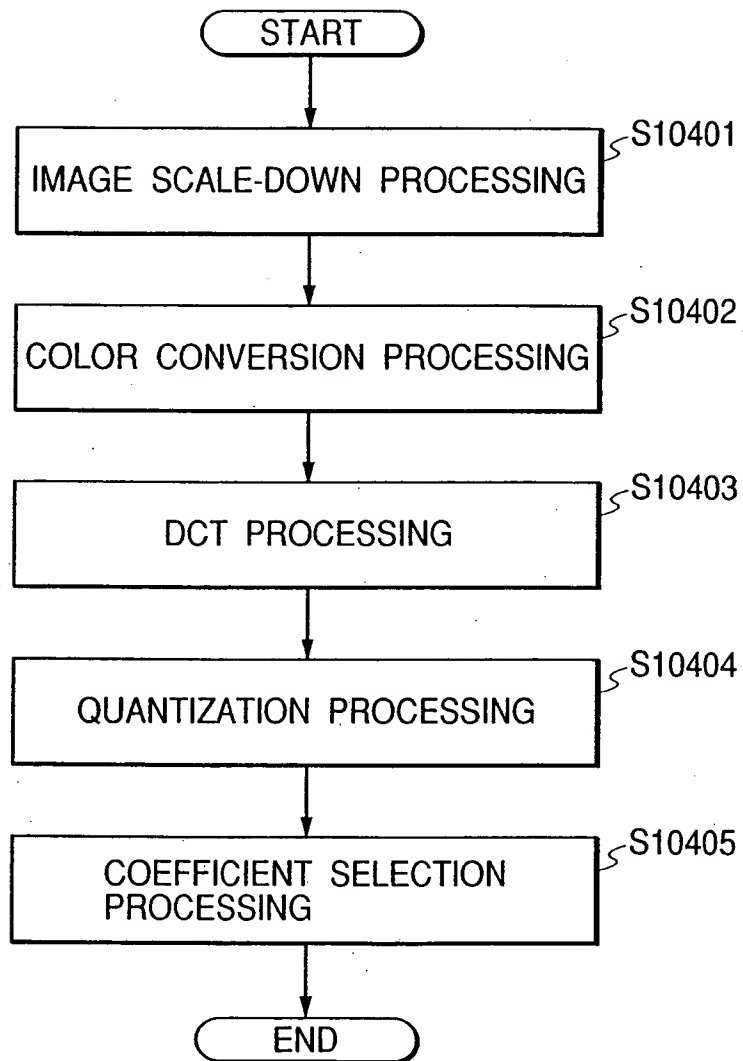 START
S10401
IMAGE SCALE-DOWN PROCESSING
S10402
COLOR CONVERSION PROCESSING
S10403
DCT PROCESSING
S10404
QUANTIZATION PROCESSING
S10405
COEFFICIENT SELECTION
PROCESSING
END